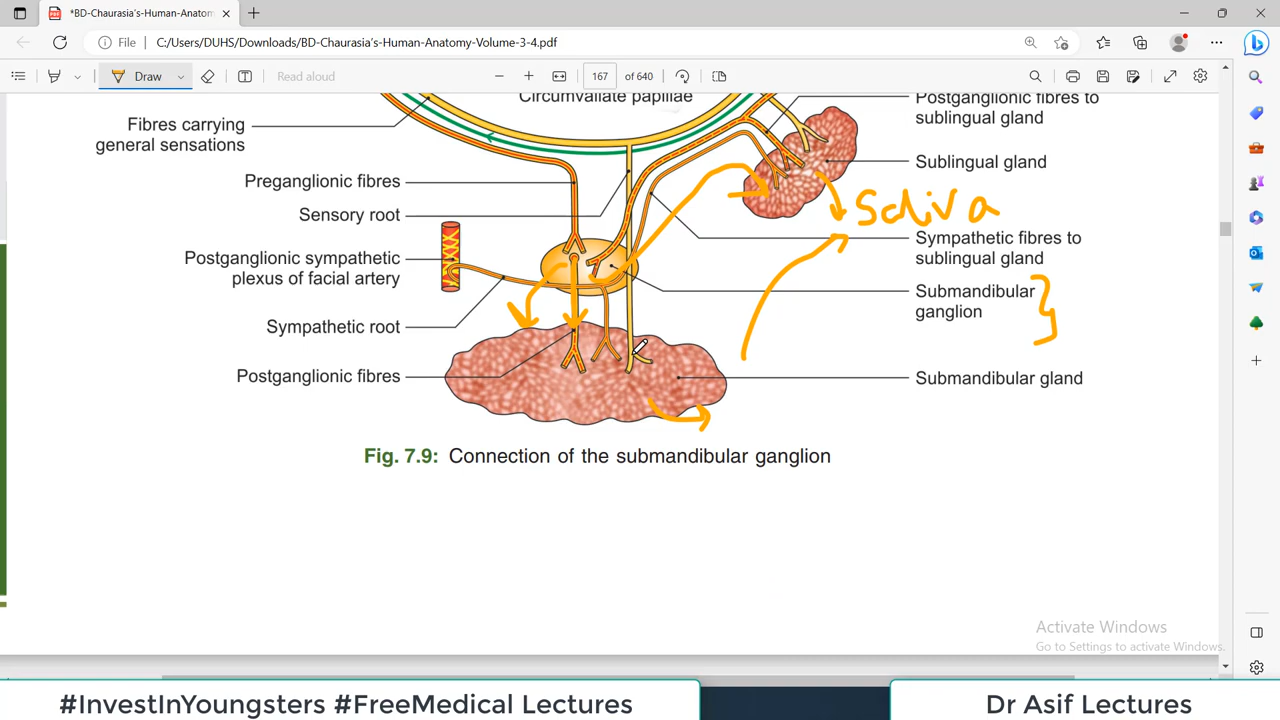 *BD-Chaurasia's-Human-Anatom
File
C:/Users/DUHS/Downloads/BD-Chaurasia's-Human-Anatomy-Volume-3-4.pdf
Draw
Read aloud
167
of 640
Circumvallate papillae
Fibres carrying
general sensations
Preganglionic fibres
Sensory root
Postganglionic sympathetic
plexus of facial artery
Sympathetic root
Postganglionic fibres
Postganglionic fibres to
sublingual gland
Sublingual gland
Saliva
Sympathetic fibres to
sublingual gland
Submandibular
ganglion
Submandibular gland
Fig. 7.9: Connection of the submandibular ganglion
Activate Windows
Go to Settings to activate Windows.
#InvestInYoungsters #FreeMedical Lectures
Dr Asif Lectures